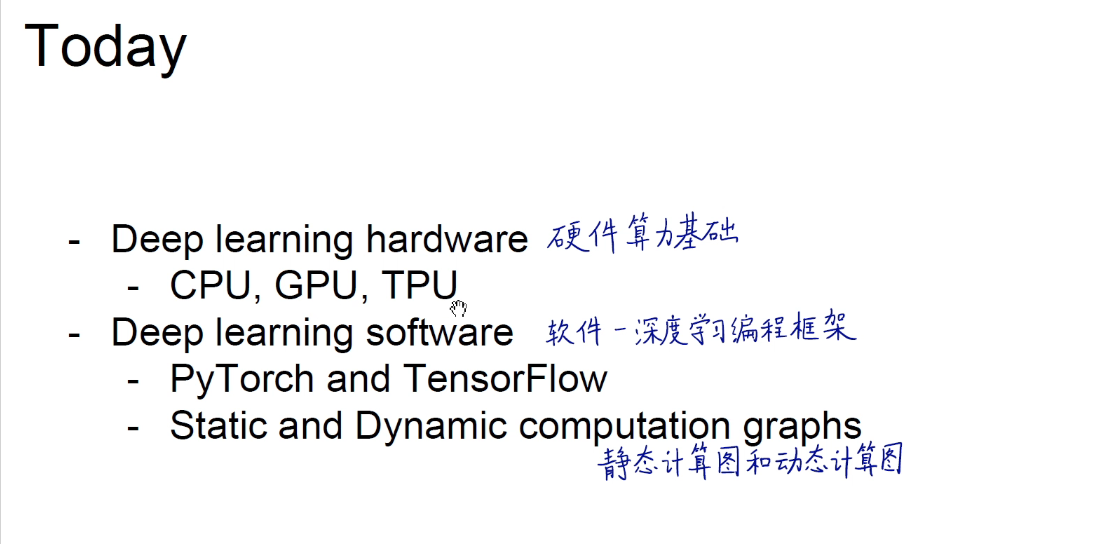 Today
- Deep learning hardware 硬件算力基础
- CPU, GPU, TPU
- Deep learning software 软件-深度学习编程框架
- PyTorch and TensorFlow
- Static and Dynamic computation graphs
静态计算图和动态计算图